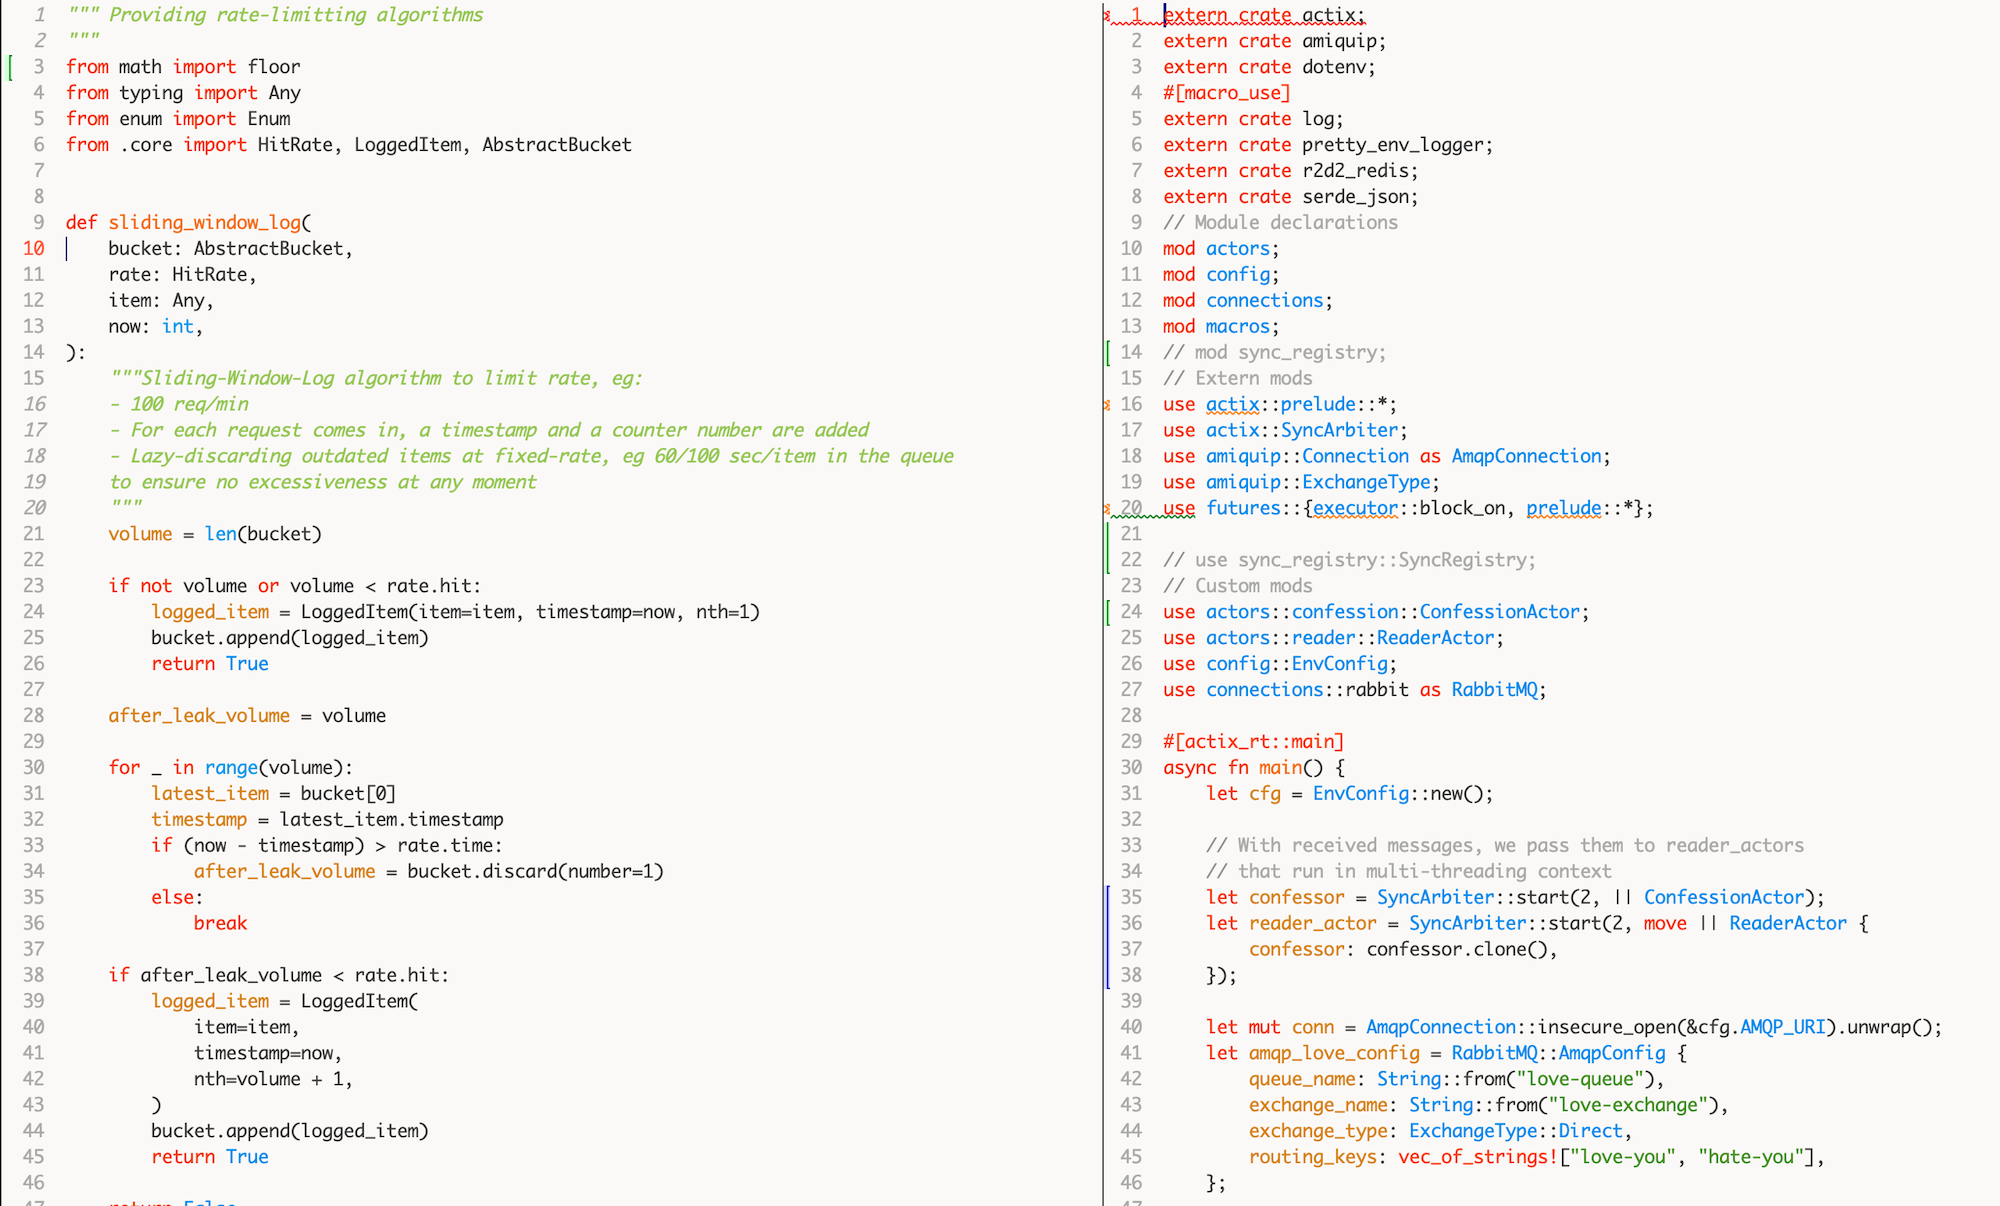 1 """ Providing rate-limitting algorithms
2 """
3 from math import floor
4 from typing import Any
5 from enum import Enum
6 from .core import HitRate, LoggedItem, AbstractBucket
7
8
9 def sliding_window_log(
10     bucket: AbstractBucket,
11     rate: HitRate,
12     item: Any,
13     now: int,
14 ):
15     """Sliding-Window-Log algorithm to limit rate, eg:
16     - 100 req/min
17     - For each request comes in, a timestamp and a counter number are added
18     - Lazy-discarding outdated items at fixed-rate, eg 60/100 sec/item in the queue
19     to ensure no excessiveness at any moment
20     """
21     volume = len(bucket)
22
23     if not volume or volume < rate.hit:
24         logged_item = LoggedItem(item=item, timestamp=now, nth=1)
25         bucket.append(logged_item)
26         return True
27
28     after_leak_volume = volume
29
30     for _ in range(volume):
31         latest_item = bucket[0]
32         timestamp = latest_item.timestamp
33         if (now - timestamp) > rate.time:
34             after_leak_volume = bucket.discard(number=1)
35         else:
36             break
37
38     if after_leak_volume < rate.hit:
39         logged_item = LoggedItem(
40             item=item,
41             timestamp=now,
42             nth=volume + 1,
43         )
44         bucket.append(logged_item)
45         return True
46
47     return False
1 extern crate actix;
2 extern crate amiquip;
3 extern crate dotenv;
4 #[macro_use]
5 extern crate log;
6 extern crate pretty_env_logger;
7 extern crate r2d2_redis;
8 extern crate serde_json;
9 // Module declarations
10 mod actors;
11 mod config;
12 mod connections;
13 mod macros;
14 // mod sync_registry;
15 // Extern mods
16 use actix::prelude::*;
17 use actix::SyncArbiter;
18 use amiquip::Connection as AmqpConnection;
19 use amiquip::ExchangeType;
20 use futures::{executor::block_on, prelude::*};
21
22 // use sync_registry::SyncRegistry;
23 // Custom mods
24 use actors::confession::ConfessionActor;
25 use actors::reader::ReaderActor;
26 use config::EnvConfig;
27 use connections::rabbit as RabbitMQ;
28
29 #[actix_rt::main]
30 async fn main() {
31     let cfg = EnvConfig::new();
32
33     // With received messages, we pass them to reader_actors
34     // that run in multi-threading context
35     let confessor = SyncArbiter::start(2, || ConfessionActor);
36     let reader_actor = SyncArbiter::start(2, move || ReaderActor {
37         confessor: confessor.clone(),
38     });
39
40     let mut conn = AmqpConnection::insecure_open(&cfg.AMQP_URI).unwrap();
41     let amqp_love_config = RabbitMQ::AmqpConfig {
42         queue_name: String::from("love-queue"),
43         exchange_name: String::from("love-exchange"),
44         exchange_type: ExchangeType::Direct,
45         routing_keys: vec_of_strings!["love-you", "hate-you"],
46     };
47